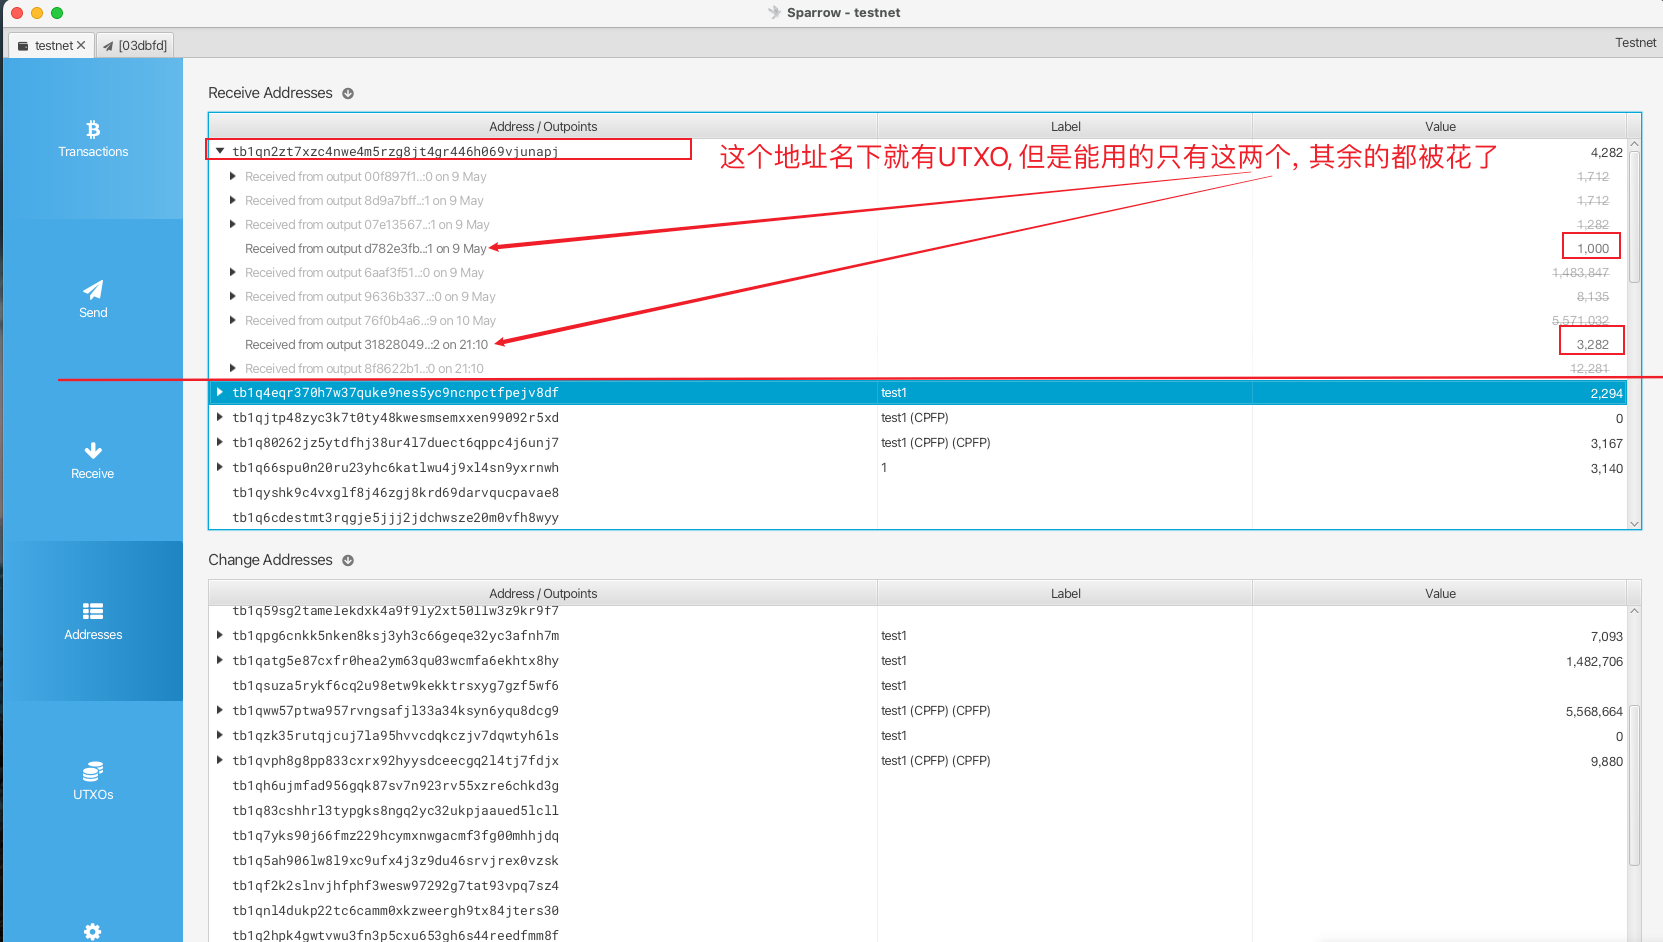 Sparrow - testnet
testnet
[03dbfd]
Testnet
Transactions
Send
Receive
Addresses
UTXOs
Receive Addresses
Address / Outpoints Label Value
tb1qn2zt7xzc4nwe4m5rzg8jt4gr446h069vjunapj 4,282
这个地址名下就有UTXO, 但是能用的只有这两个, 其余的都被花了
Received from output 00f897f1..:0 on 9 May 1,712
Received from output 8d9a7bff..:1 on 9 May 1,712
Received from output 07e13567..:1 on 9 May 1,282
Received from output d782e3fb..:1 on 9 May 1,000
Received from output 6aaf3f51..:0 on 9 May 1,483,847
Received from output 9636b337..:0 on 9 May 8,135
Received from output 76f0b4a6..:9 on 10 May 5,571,032
Received from output 31828049..:2 on 21:10 3,282
Received from output 8f8622b1..:0 on 21:10 12,281
tb1q4eqr370h7w37quke9nes5yc9ncnpctfpejv8df test1 2,294
tb1qjtp48zyc3k7t0ty48kwesmsemxxen99092r5xd test1 (CPFP) 0
tb1q80262jz5ytdfhj38ur4l7duect6qppc4j6unj7 test1 (CPFP) (CPFP) 3,167
tb1q66spu0n20ru23yhc6katlwu4j9xl4sn9yxrnwh 1 3,140
tb1qyshk9c4vxglf8j46zgj8krd69darvqucpavae8
tb1q6cdestmt3rqgje5jjj2jdchwsze20m0vfh8wyy
Change Addresses
Address / Outpoints Label Value
tb1q59sg2tamelekdxk4a9f9ly2xt50llw3z9kr9f7
tb1qpg6cnkk5nken8ksj3yh3c66geqe32yc3afnh7m test1 7,093
tb1qatg5e87cxfr0hea2ym63qu03wcmfa6ekhtx8hy test1 1,482,706
tb1qsuza5rykf6cq2u98etw9kekktrsxyg7gzf5wf6 test1
tb1qww57ptwa957rvngsafjl33a34ksyn6yqu8dcg9 test1 (CPFP) (CPFP) 5,568,664
tb1qzk35rutqjcuj7la95hvvcdqkczjv7dqwtyh6ls test1 0
tb1qvph8g8pp833cxrx92hyysdceecgq2l4tj7fdjx test1 (CPFP) (CPFP) 9,880
tb1qh6ujmfad956gqk87sv7n923rv55xzre6chkd3g
tb1q83cshhrl3typgks8ngq2yc32ukpjaaued5lcll
tb1q7yks90j66fmz229hcymxnwgacmf3fg00mhhjdq
tb1q5ah906lw8l9xc9ufx4j3z9du46srvjrex0vzsk
tb1qf2k2slnvjhfphf3wesw97292g7tat93vpq7sz4
tb1qnl4dukp22tc6camm0xkzweergh9tx84jters30
tb1q2hpk4gwtvwu3fn3p5cxu653gh6s44reedfmm8f